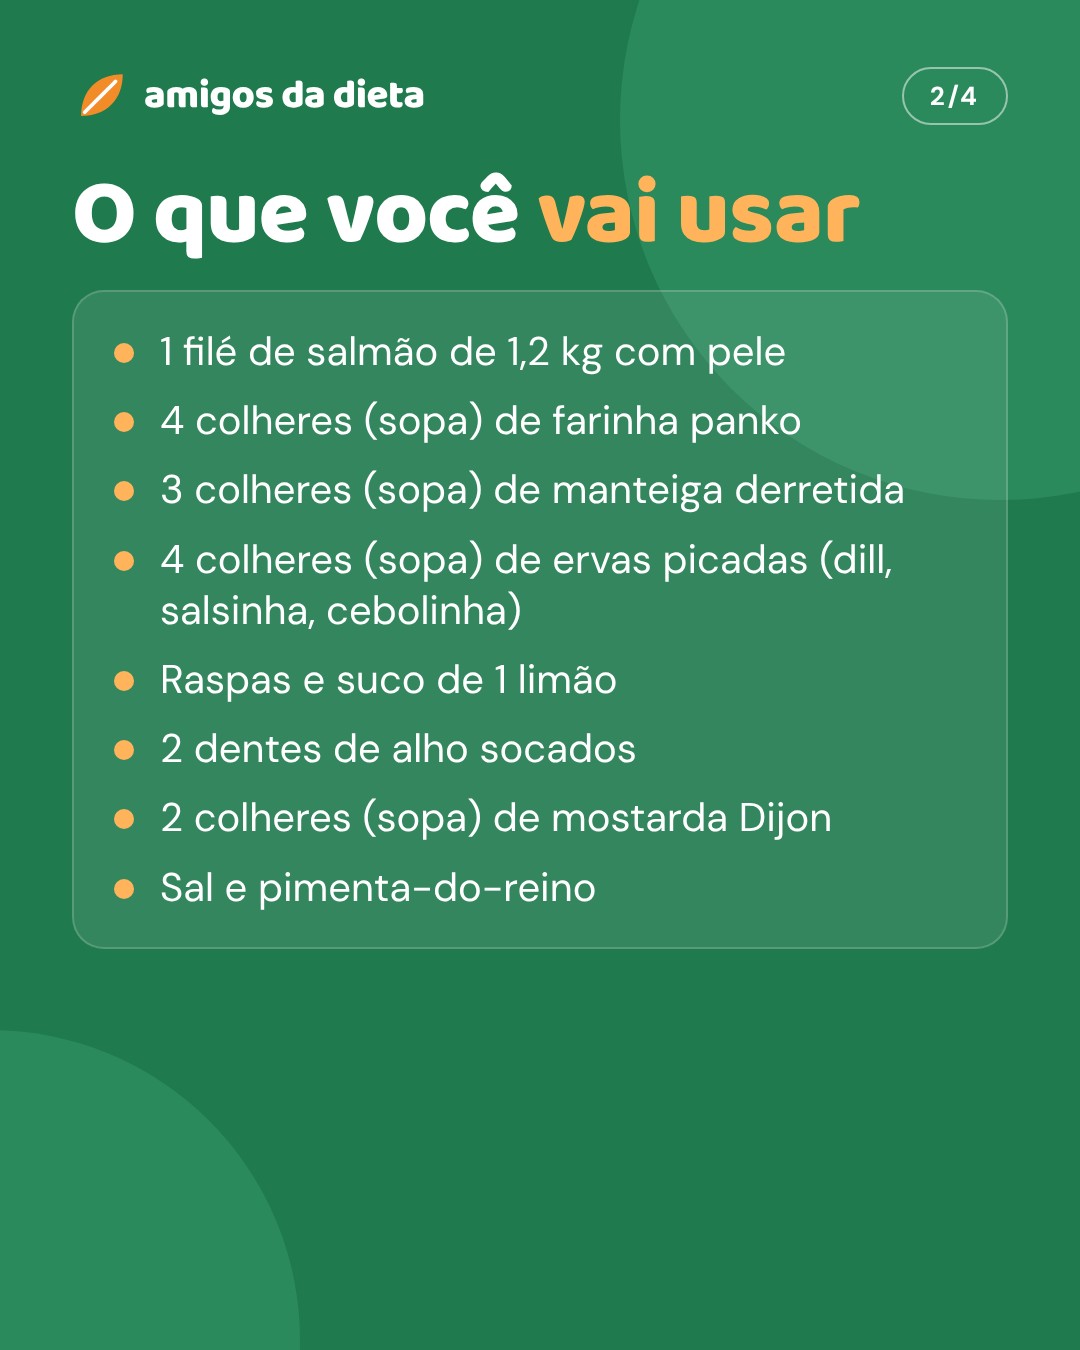 amigos da dieta
2/4
O que você vai usar
1 filé de salmão de 1,2 kg com pele
4 colheres (sopa) de farinha panko
3 colheres (sopa) de manteiga derretida
4 colheres (sopa) de ervas picadas (dill,
salsinha, cebolinha)
Raspas e suco de 1 limão
2 dentes de alho socados
2 colheres (sopa) de mostarda Dijon
Sal e pimenta-do-reino